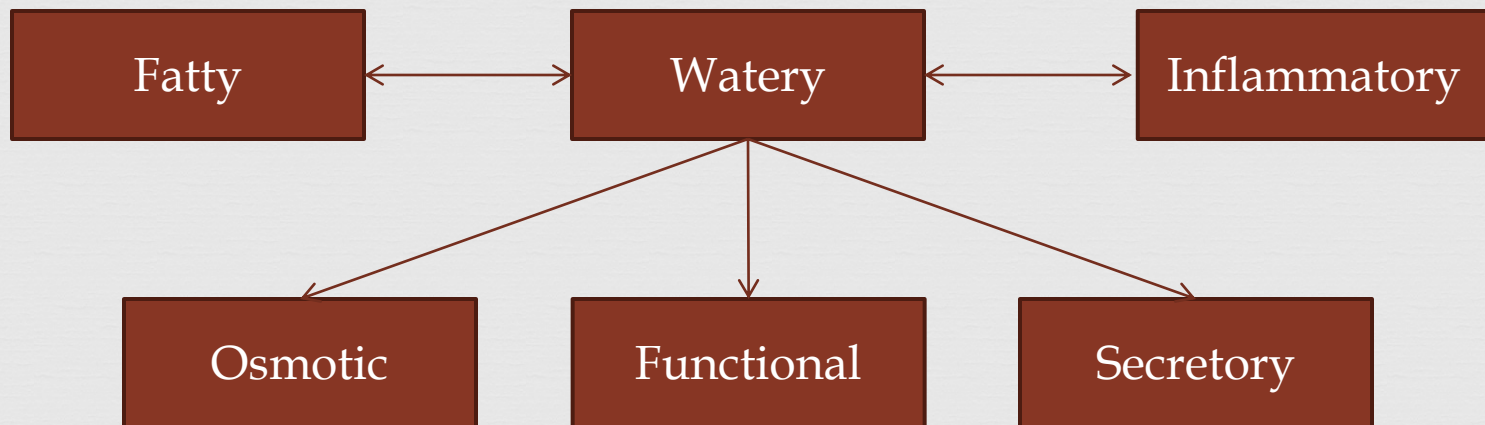 Fatty
Watery
Inflammatory
Osmotic
Functional
Secretory